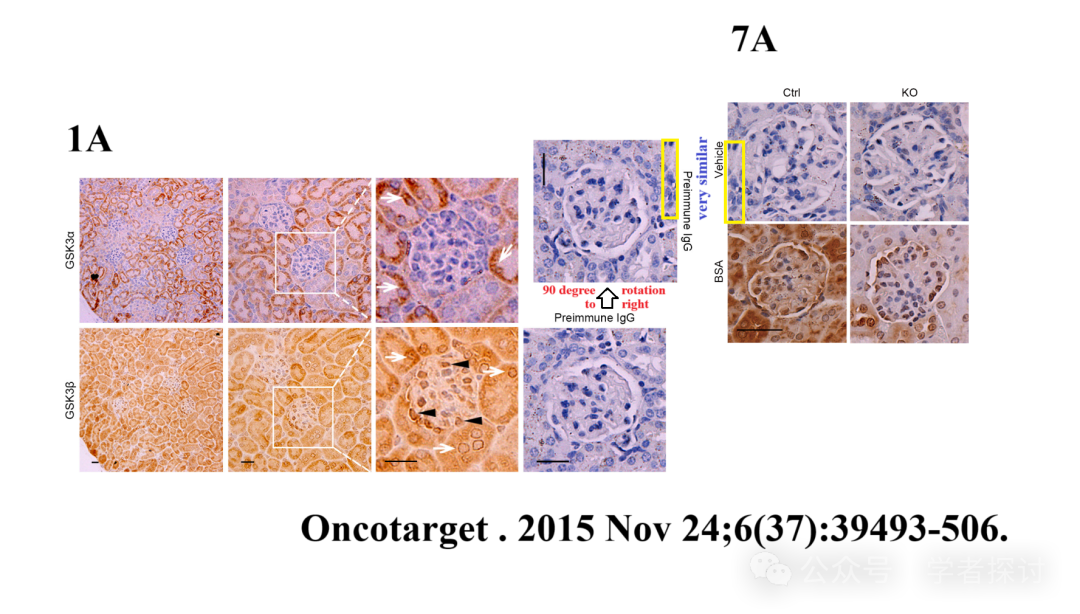 7A
1A
Ctrl
KO
GSK3α
Preimmune IgG
very similar
Vehicle
BSA
90 degree rotation
to right
Preimmune IgG
GSK3β
Oncotarget . 2015 Nov 24;6(37):39493-506.
公众号 学者探讨